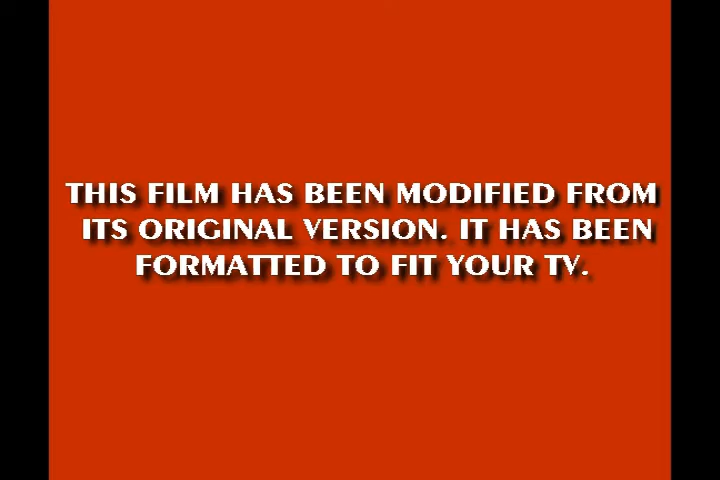 THIS FILM HAS BEEN MODIFIED FROM
ITS ORIGINAL VERSION. IT HAS BEEN
FORMATTED TO FIT YOUR TV.